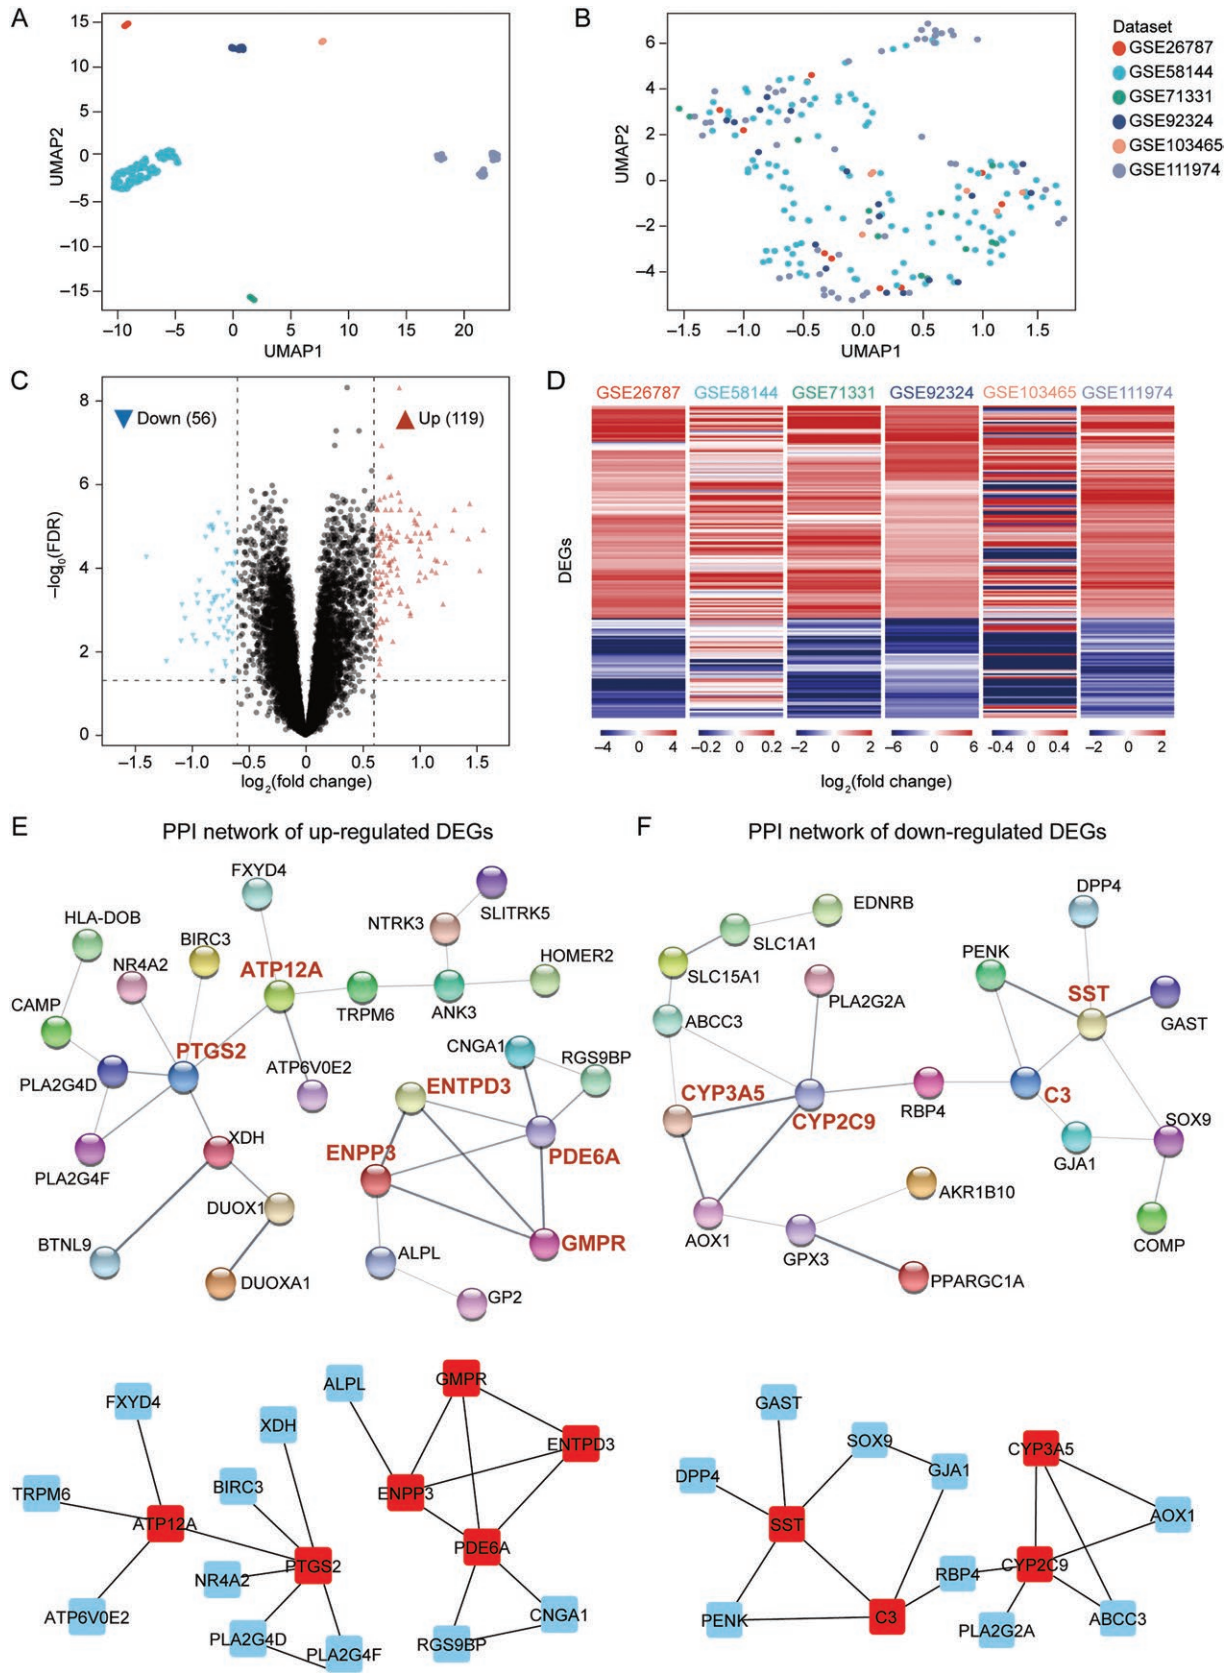 A
15
10
5
0
−5
−10
−15
UMAP2
−10 −5 0 5 10 15 20
UMAP1
B
6
4
2
0
−2
−4
UMAP2
−1.5 −1.0 −0.5 0.0 0.5 1.0 1.5
UMAP1
Dataset
GSE26787
GSE58144
GSE71331
GSE92324
GSE103465
GSE111974
C
8
6
4
2
0
−log₀(FDR)
Down (56)
Up (119)
−1.5 −1.0 −0.5 0 0.5 1.0 1.5
log₂(fold change)
D
GSE26787 GSE58144 GSE71331 GSE92324 GSE103465 GSE111974
DEGs
−4 0 4 −0.2 0 0.2 −2 0 2 −6 0 6 −0.4 0 0.4 −2 0 2
log₂(fold change)
E
PPI network of up-regulated DEGs
FXYD4
SLITRK5
HLA-DOB
NTRK3
BIRC3
NR4A2
ATP12A
HOMER2
CAMP
TRPM6
ANK3
PTGS2
CNGA1
RGS9BP
PLA2G4D
ATP6V0E2
ENTPD3
XDH
ENPP3
PDE6A
PLA2G4F
DUOX1
BTNL9
ALPL
GMPR
DUOXA1
GP2
F
PPI network of down-regulated DEGs
DPP4
EDNRB
SLC1A1
PENK
SLC15A1
PLA2G2A
SST
GAST
ABCC3
CYP3A5
CYP2C9
RBP4
C3
SOX9
GJA1
AKR1B10
AOX1
GPX3
COMP
PPARGC1A
ALPL
GMPR
FXYD4
XDH
ENTPD3
BIRC3
TRPM6
ENPP3
ATP12A
PDE6A
PTGS2
NR4A2
ATP6V0E2
CNGA1
PLA2G4D
PLA2G4F
RGS9BP
GAST
SOX9
CYP3A5
DPP4
GJA1
SST
AOX1
RBP4
CYP2C9
PENK
C3
PLA2G2A
ABCC3